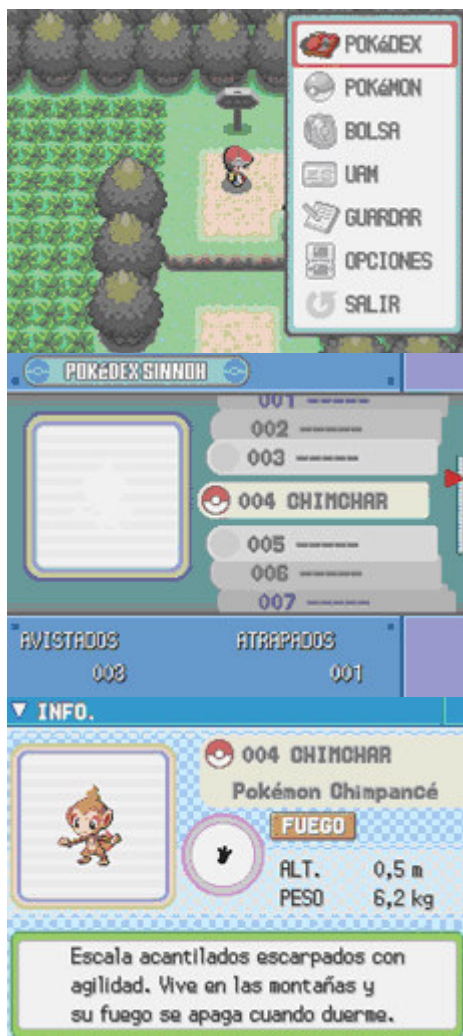 POKéDEX
POKéMON
BOLSA
UAM
GUARDAR
OPCIONES
SALIR
POKéDEX SINNOH
001 -----
002 -----
003 -----
004 CHIMCHAR
005 -----
006 -----
007 -----
AVISTADOS ATRAPADOS
003 001
INFO.
004 CHIMCHAR
Pokémon Chimpancé
FUEGO
ALT. 0,5 m
PESO 6,2 kg
Escala acantilados escarpados con
agilidad. Vive en las montañas y
su fuego se apaga cuando duerme.